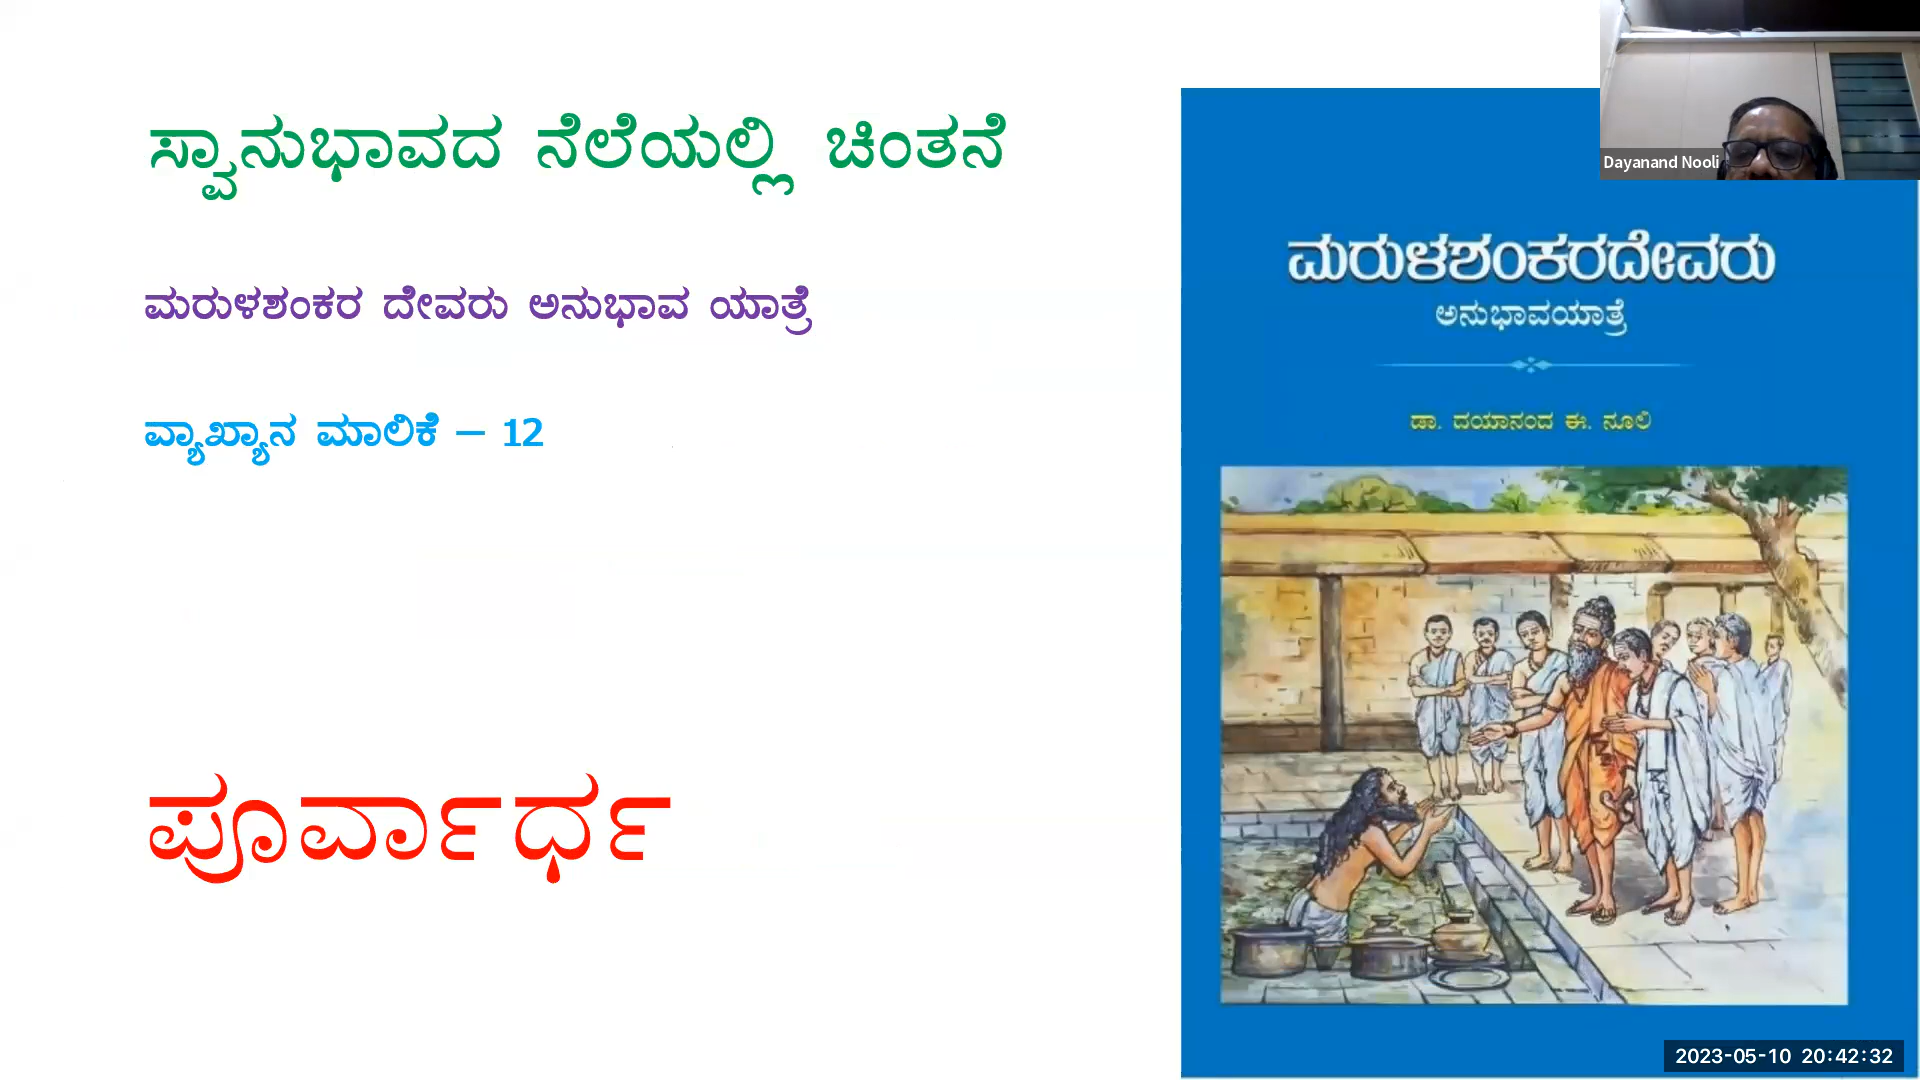 ಸ್ವಾನುಭಾವದ ನೆಲೆಯಲ್ಲಿ ಚಿಂತನೆ
ಮರುಳಶಂಕರ ದೇವರು ಅನುಭಾವ ಯಾತ್ರೆ
ವ್ಯಾಖ್ಯಾನ ಮಾಲಿಕೆ – 12
ಪೂರ್ವಾರ್ಧ
Dayanand Nooli
ಮರುಳಶಂಕರದೇವರು
ಅನುಭಾವಯಾತ್ರೆ
ಡಾ. ದಯಾನಂದ ಈ. ನೂಲಿ
2023-05-10 20:42:32